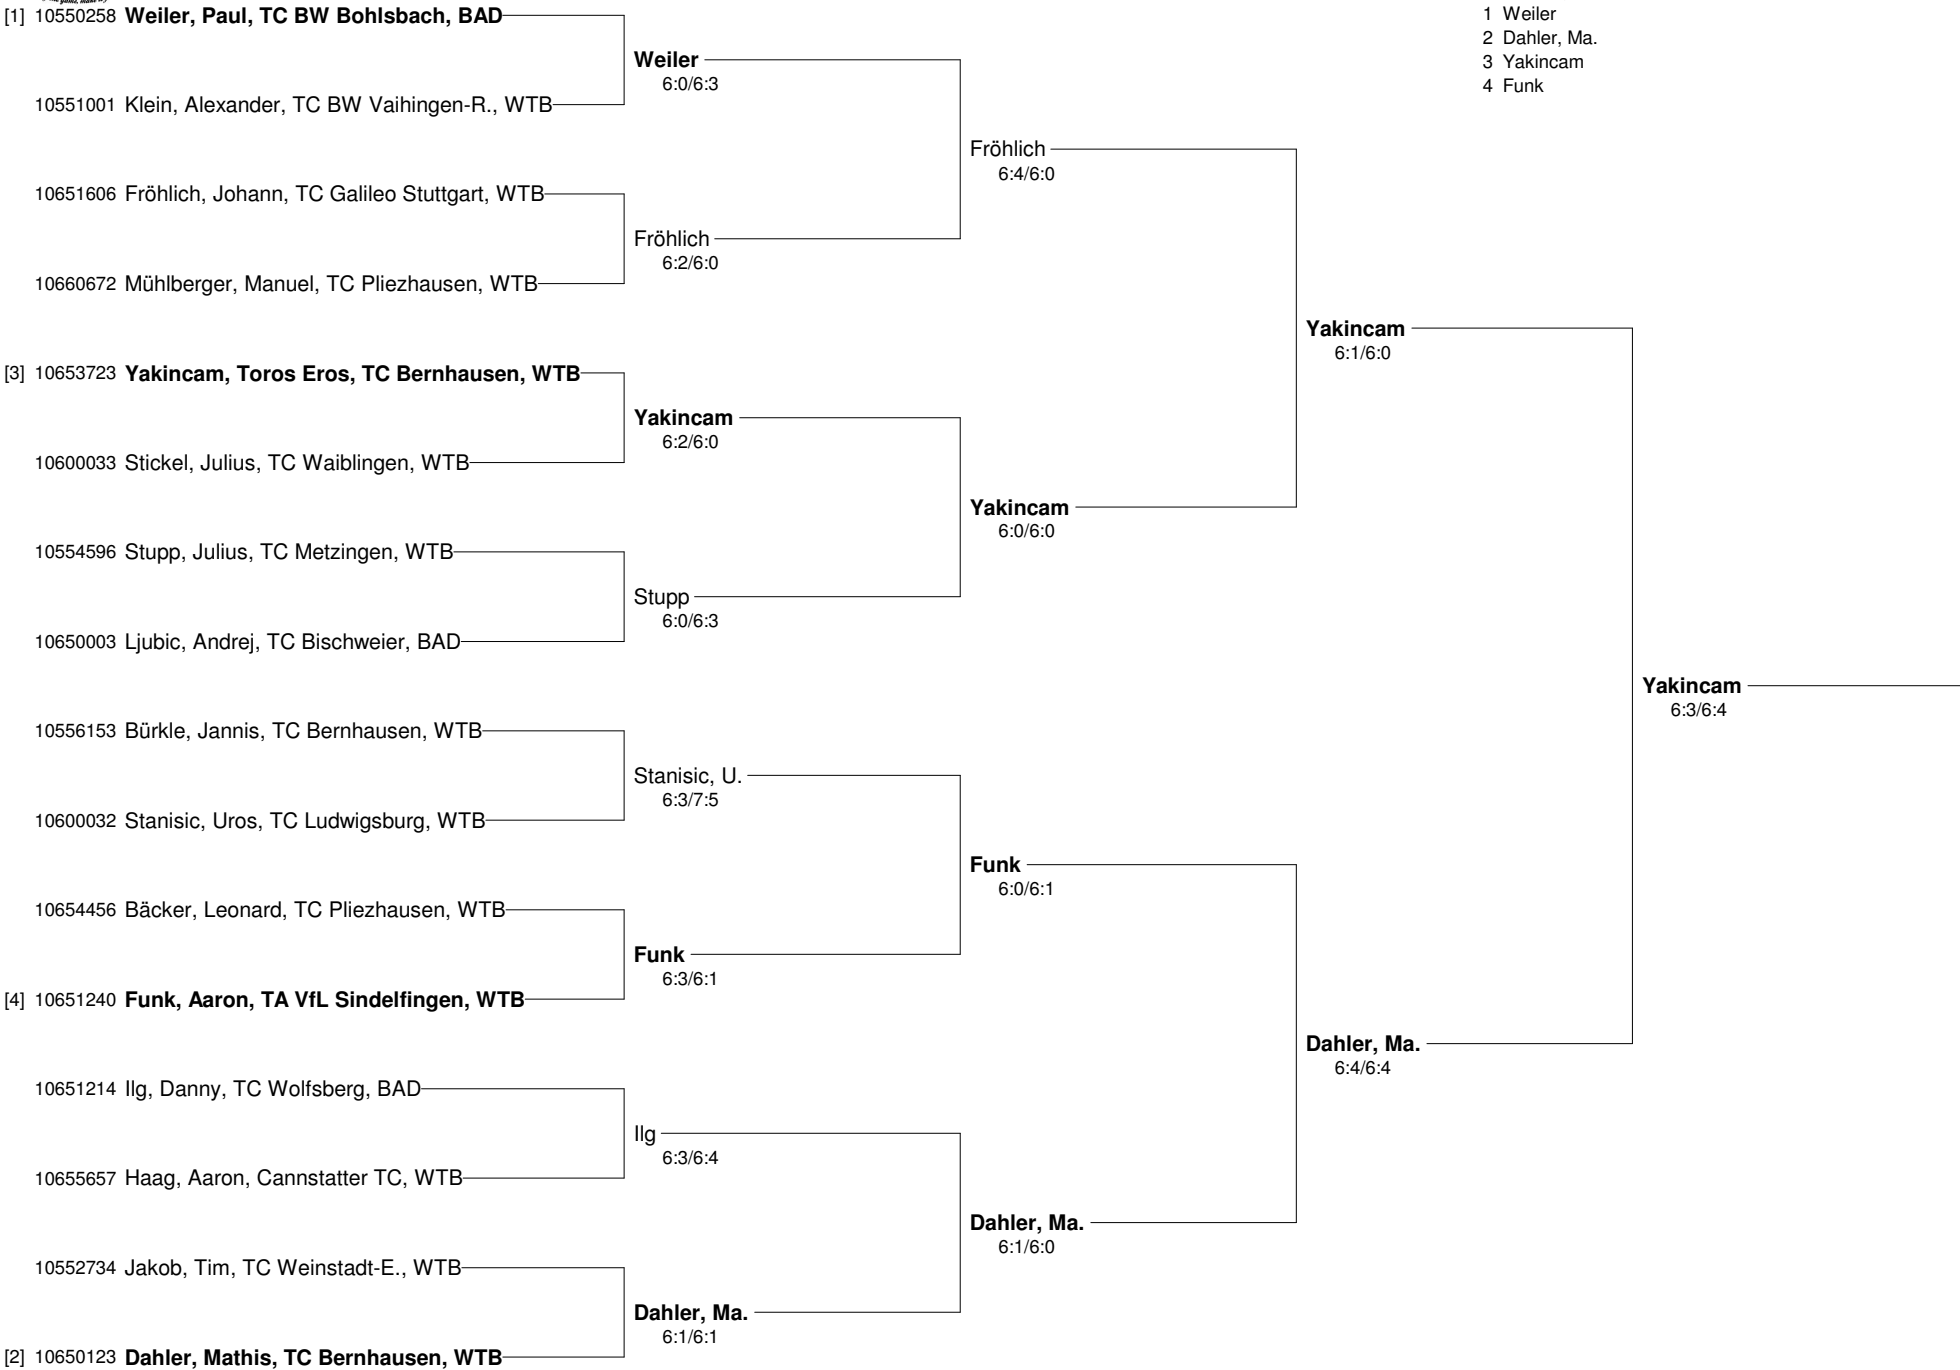 [1] 10550258 Weiler, Paul, TC BW Bohlsbach, BAD
1 Weiler
2 Dahler, Ma.
3 Yakincam
4 Funk
Weiler
6:0/6:3
10551001 Klein, Alexander, TC BW Vaihingen-R., WTB
Fröhlich
6:4/6:0
10651606 Fröhlich, Johann, TC Galileo Stuttgart, WTB
Fröhlich
6:2/6:0
10660672 Mühlberger, Manuel, TC Pliezhausen, WTB
Yakincam
6:1/6:0
[3] 10653723 Yakincam, Toros Eros, TC Bernhausen, WTB
Yakincam
6:2/6:0
10600033 Stickel, Julius, TC Waiblingen, WTB
Yakincam
6:0/6:0
10554596 Stupp, Julius, TC Metzingen, WTB
Stupp
6:0/6:3
10650003 Ljubic, Andrej, TC Bischweier, BAD
Yakincam
6:3/6:4
10556153 Bürkle, Jannis, TC Bernhausen, WTB
Stanisic, U.
6:3/7:5
10600032 Stanisic, Uros, TC Ludwigsburg, WTB
Funk
6:0/6:1
10654456 Bäcker, Leonard, TC Pliezhausen, WTB
Funk
6:3/6:1
[4] 10651240 Funk, Aaron, TA VfL Sindelfingen, WTB
Dahler, Ma.
6:4/6:4
10651214 Ilg, Danny, TC Wolfsberg, BAD
Ilg
6:3/6:4
10655657 Haag, Aaron, Cannstatter TC, WTB
Dahler, Ma.
6:1/6:0
10552734 Jakob, Tim, TC Weinstadt-E., WTB
Dahler, Ma.
6:1/6:1
[2] 10650123 Dahler, Mathis, TC Bernhausen, WTB